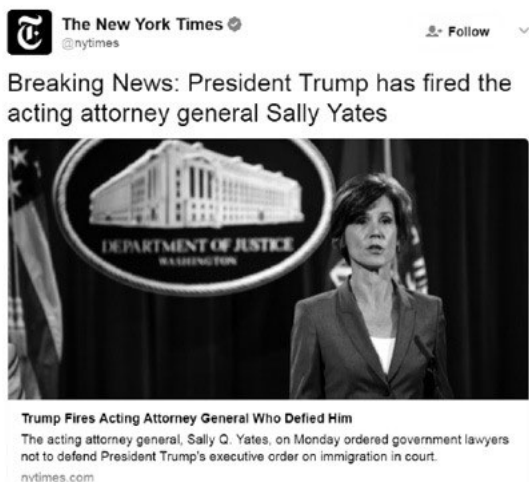 The New York Times
@nytimes
Follow
Breaking News: President Trump has fired the
acting attorney general Sally Yates
DEPARTMENT OF JUSTICE
WASHINGTON
Trump Fires Acting Attorney General Who Defied Him
The acting attorney general, Sally Q. Yates, on Monday ordered government lawyers
not to defend President Trump's executive order on immigration in court.
nytimes.com